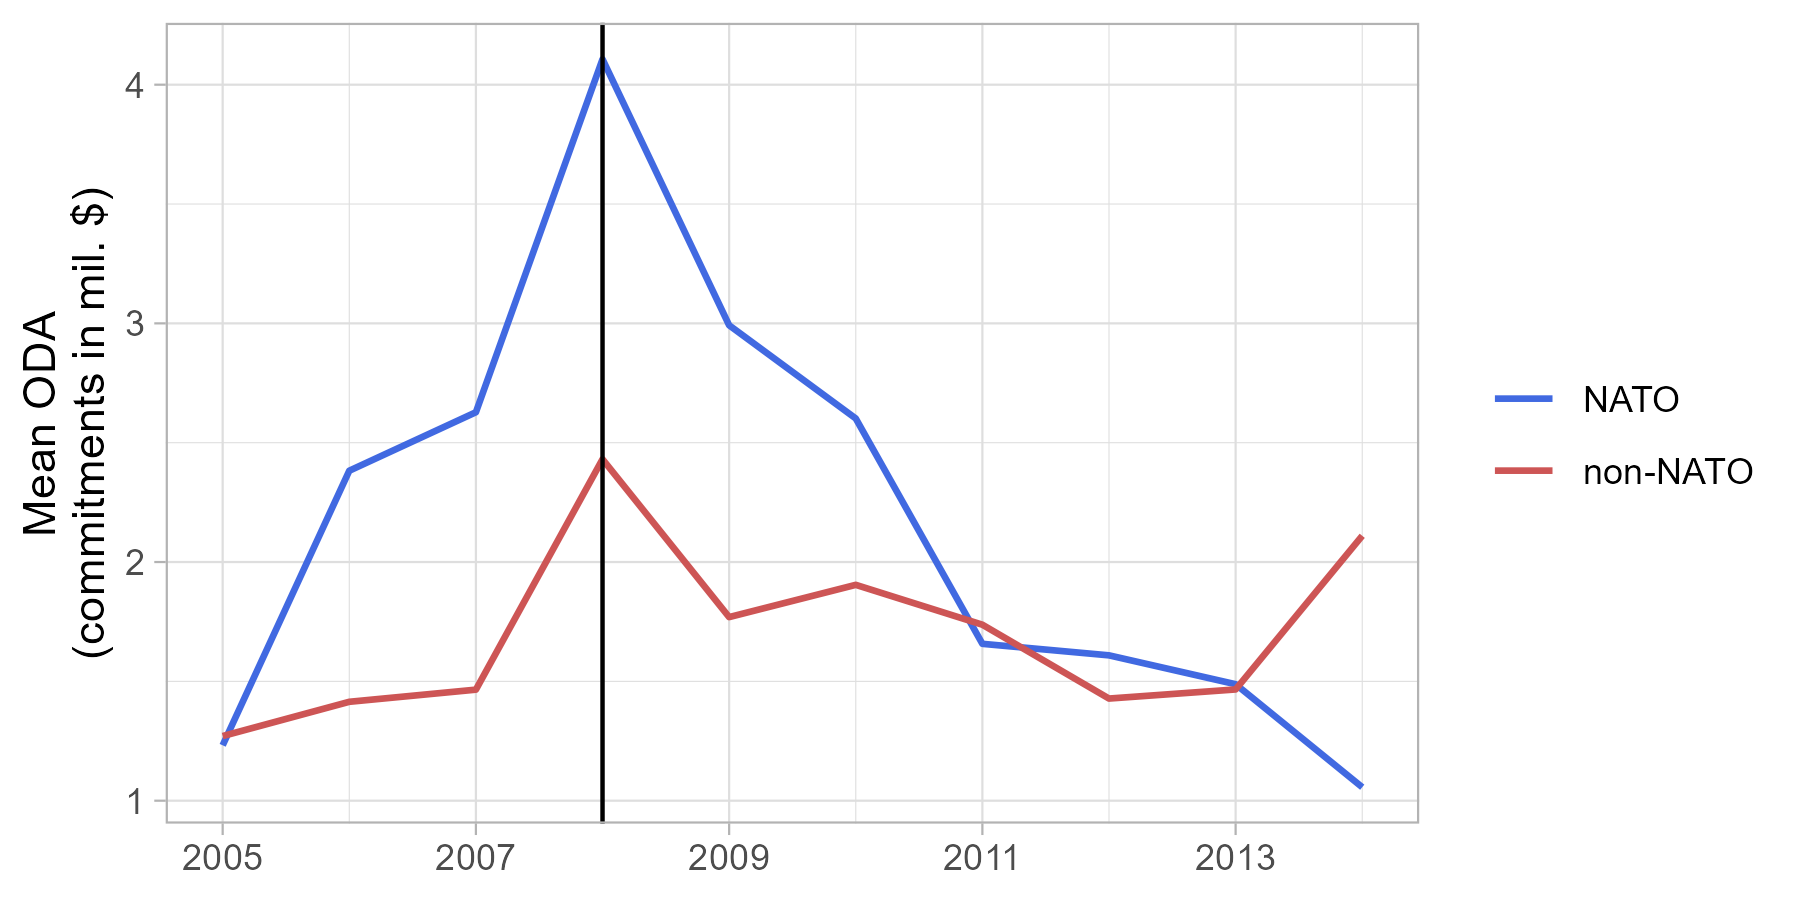 Mean ODA
(commitments in mil. $)
4
3
2
1
2005 2007 2009 2011 2013
NATO
non-NATO